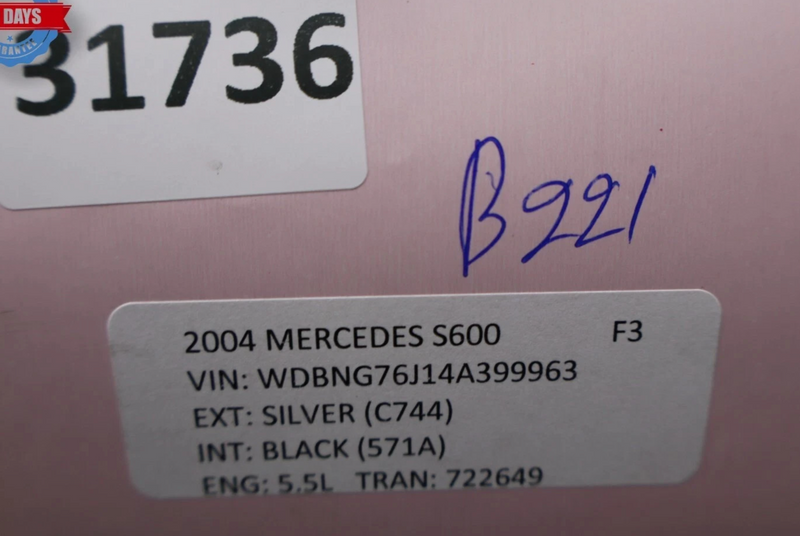 DAYS
31736
B221
2004 MERCEDES S600 F3
VIN: WDBNG76J14A399963
EXT: SILVER (C744)
INT: BLACK (571A)
ENG: 5.5L TRAN: 722649